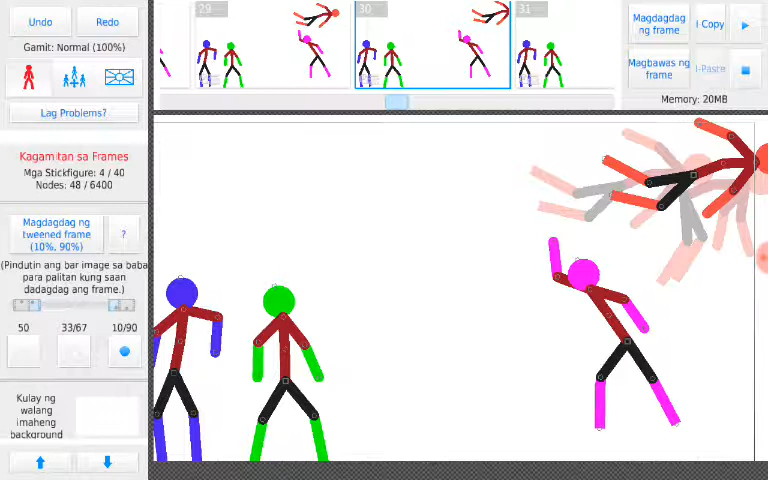 Undo
Redo
Gamit: Normal (100%)
Lag Problems?
Kagamitan sa Frames
Mga Stickfigure: 4 / 40
Nodes: 48 / 6400
Magdagdag ng
tweened frame
(10%, 90%)
?
(Pindutin ang bar image sa baba
para palitan kung saan
dadagdag ang frame.)
50
33/67
10/90
Kulay ng
walang
imaheng
background
29
30
31
Magdagdag
ng frame
I-Copy
Magbawas ng
frame
I-Paste
Memory: 20MB